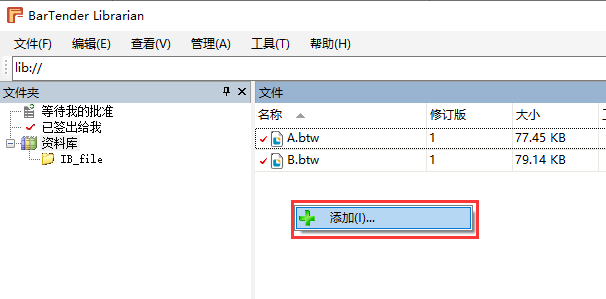 BarTender Librarian
文件(F) 编辑(E) 查看(V) 管理(A) 工具(T) 帮助(H)
lib://
文件夹
等待我的批准
已签出给我
资料库
IB_file
文件
名称 修订版 大小
A.btw 1 77.45 KB
B.btw 1 79.14 KB
添加(I)...